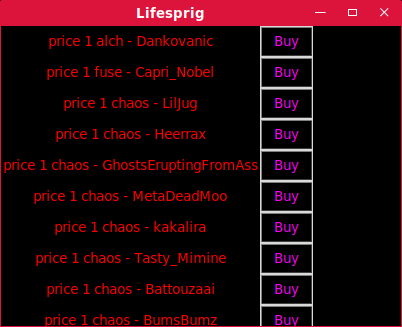 Lifesprig
price 1 alch - Dankovanic Buy
price 1 fuse - Capri_Nobel Buy
price 1 chaos - LilJug Buy
price 1 chaos - Heerrax Buy
price 1 chaos - GhostsEruptingFromAss Buy
price 1 chaos - MetaDeadMoo Buy
price 1 chaos - kakalira Buy
price 1 chaos - Tasty_Mimine Buy
price 1 chaos - Battouzaai Buy
price 1 chaos - BumsBumz Buy